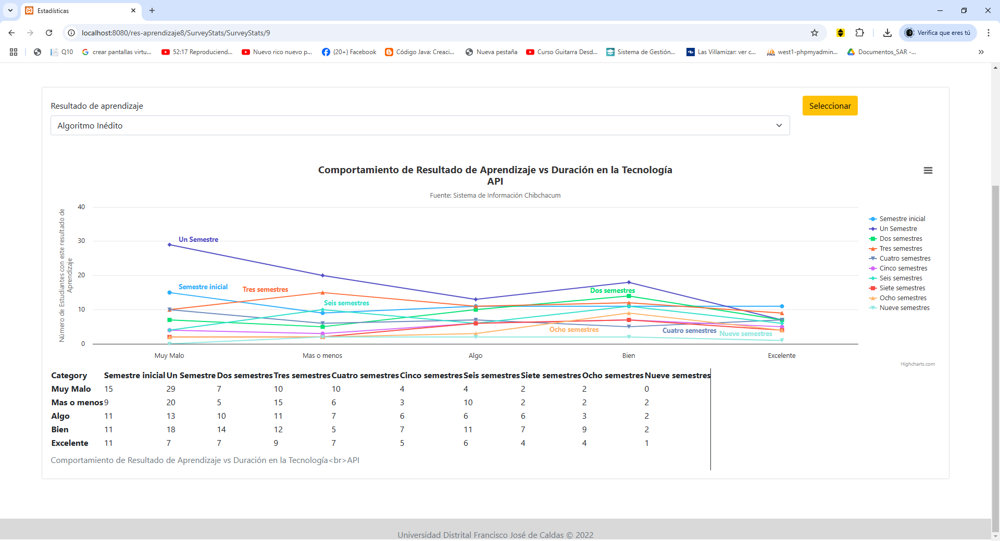 Estadísticas
localhost:8080/res-aprendizaje8/SurveyStats/SurveyStats/9
Verifica que eres tú
Q10
crear pantallas virtu...
52:17 Reproduciend...
Nuevo rico nuevo p...
(20+) Facebook
Código Java: Creaci...
Nueva pestaña
Curso Guitarra Desd...
Sistema de Gestión...
Las Villamizar: ver c...
west1-phpmyadmin...
Documentos_SAR -...
Resultado de aprendizaje
Seleccionar
Algoritmo Inédito
Comportamiento de Resultado de Aprendizaje vs Duración en la Tecnología
API
Fuente: Sistema de Información Chibchacum
Número de Estudiantes con este resultado de
Aprendizaje
40
30
20
10
0
Un Semestre
Semestre inicial
Tres semestres
Seis semestres
Dos semestres
Ocho semestres
Cuatro semestres
Nueve semestres
Muy Malo
Mas o menos
Algo
Bien
Excelente
Semestre inicial
Un Semestre
Dos semestres
Tres semestres
Cuatro semestres
Cinco semestres
Seis semestres
Siete semestres
Ocho semestres
Nueve semestres
Highcharts.com
Category Semestre inicial Un Semestre Dos semestres Tres semestres Cuatro semestres Cinco semestres Seis semestres Siete semestres Ocho semestres Nueve semestres
Muy Malo 15 29 7 10 10 4 4 2 2 0
Mas o menos 9 20 5 15 6 3 10 2 2 2
Algo 11 13 10 11 7 6 6 6 3 2
Bien 11 18 14 12 5 7 11 7 9 2
Excelente 11 7 7 9 7 5 6 4 4 1
Comportamiento de Resultado de Aprendizaje vs Duración en la Tecnología<br>API
Universidad Distrital Francisco José de Caldas © 2022